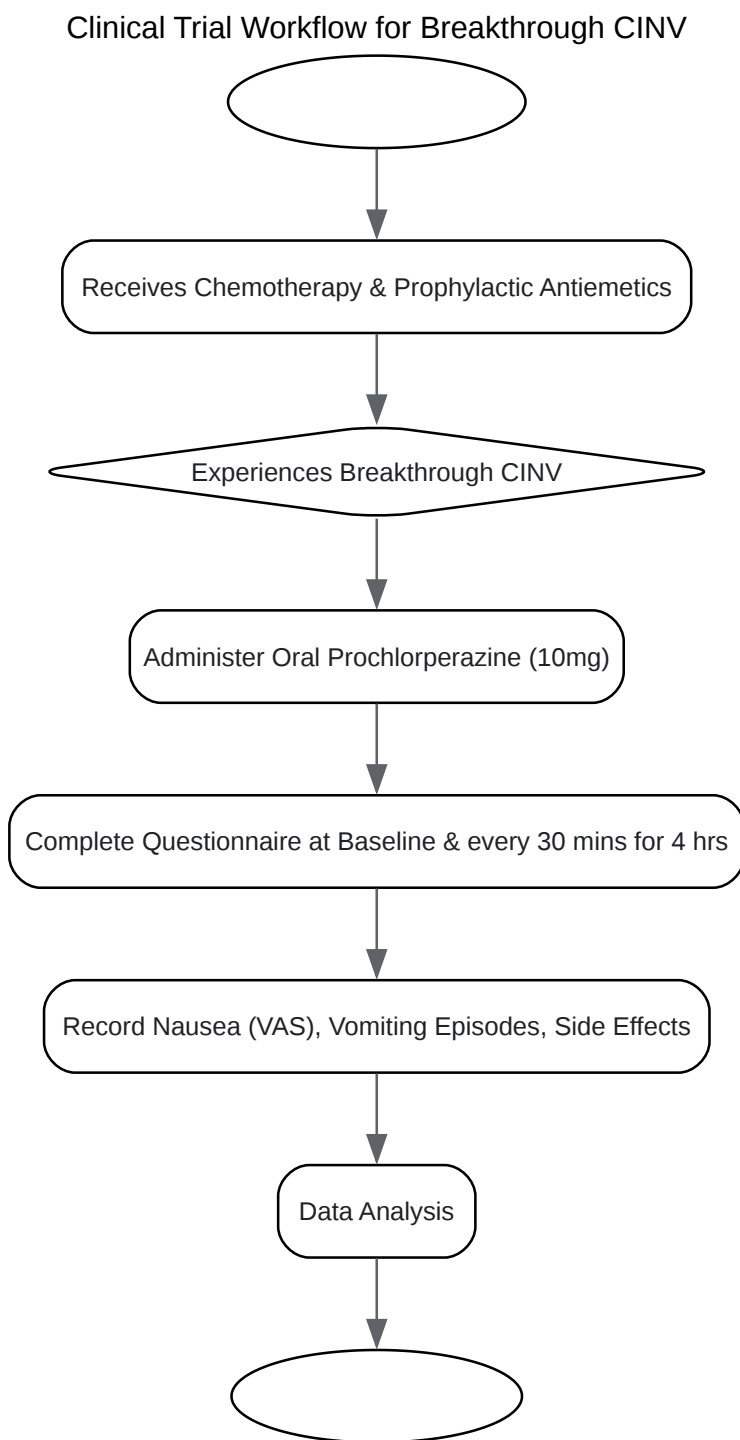 Clinical Trial Workflow for Breakthrough CINV
Receives Chemotherapy & Prophylactic Antiemetics
Experiences Breakthrough CINV
Administer Oral Prochlorperazine (10mg)
Complete Questionnaire at Baseline & every 30 mins for 4 hrs
Record Nausea (VAS), Vomiting Episodes, Side Effects
Data Analysis